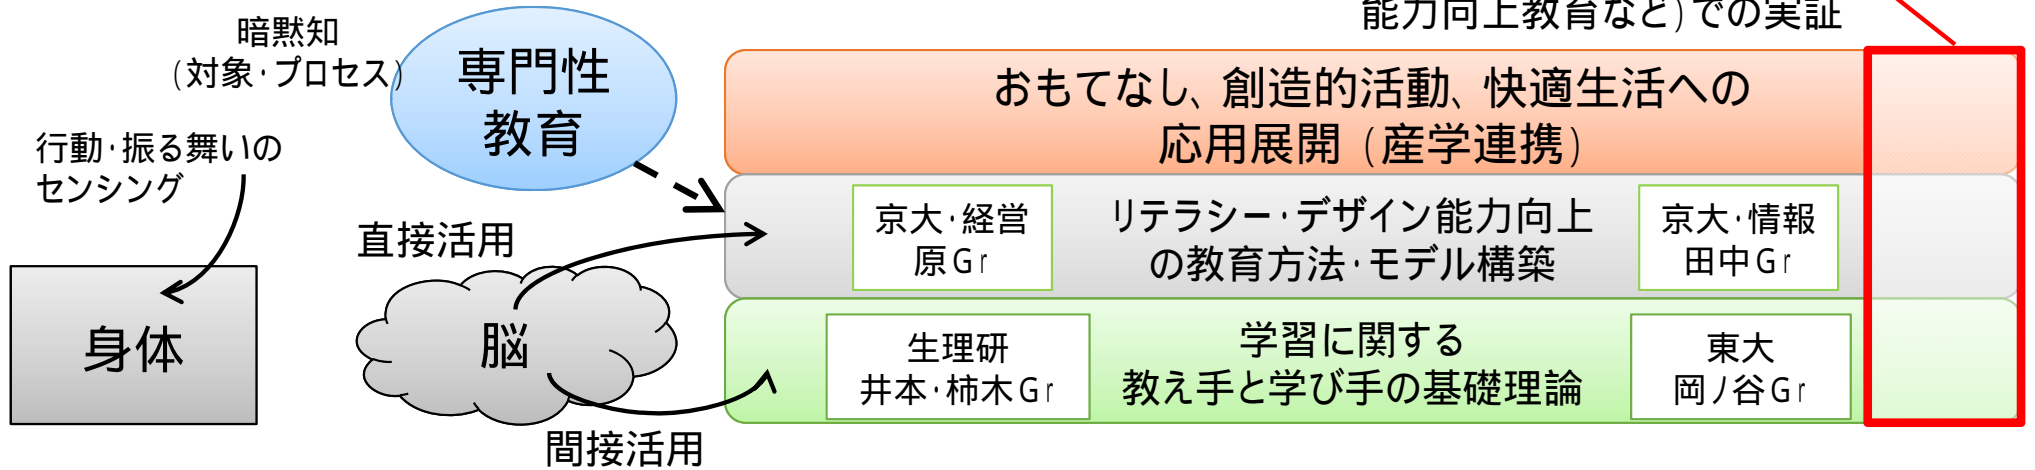 能力向上教育など)での実証
暗黙知
(対象・プロセス)
専門性
教育
行動・振る舞いの
センシング
おもてなし、創造的活動、快適生活への
応用展開 (産学連携)
直接活用
京大・経営
原Gr
リテラシー・デザイン能力向上
の教育方法・モデル構築
京大・情報
田中Gr
身体
脳
生理研
井本・柿木Gr
学習に関する
教え手と学び手の基礎理論
東大
岡ノ谷Gr
間接活用